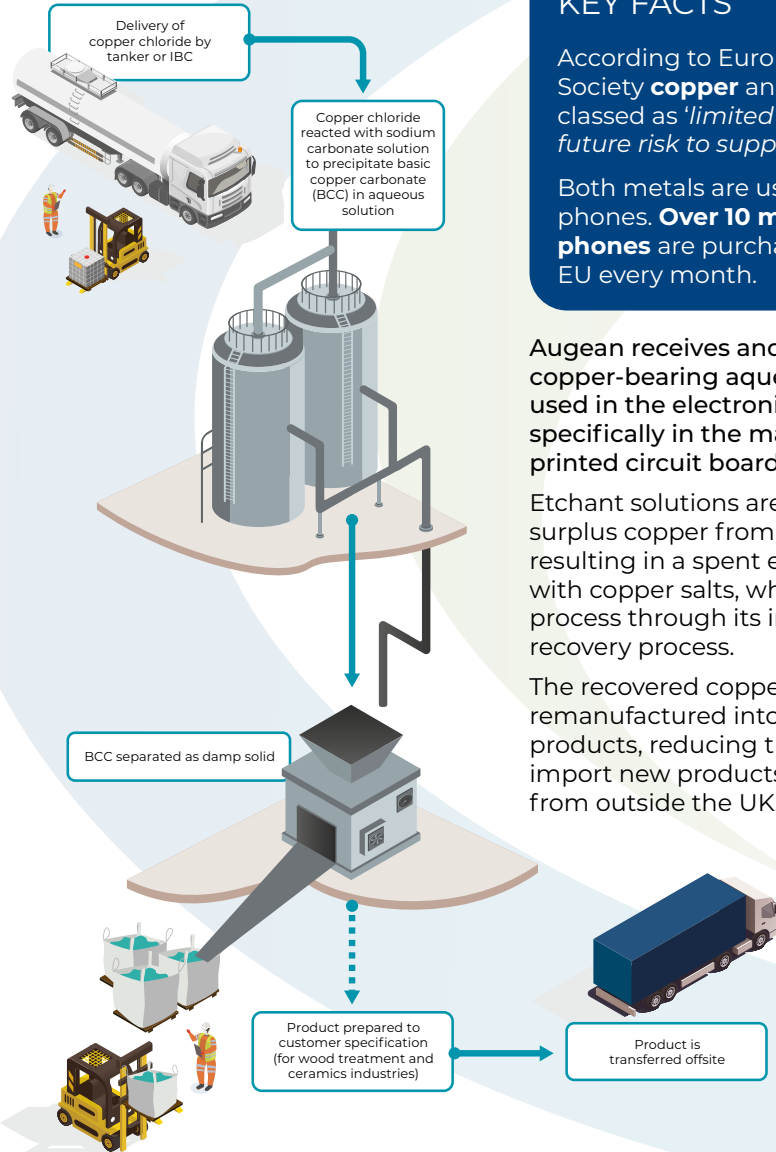 Delivery of
copper chloride by
tanker or IBC
Copper chloride
reacted with sodium
carbonate solution
to precipitate basic
copper carbonate
(BCC) in aqueous
solution
BCC separated as damp solid
Product prepared to
customer specification
(for wood treatment and
ceramics industries)
Product is
transferred offsite
KEY FACTS
According to Euro
Society copper an
classed as ‘limited
future risk to supp
Both metals are us
phones. Over 10 m
phones are purcha
EU every month.
Augean receives and
copper-bearing aque
used in the electroni
specifically in the ma
printed circuit board
Etchant solutions are
surplus copper from
resulting in a spent e
with copper salts, wh
process through its i
recovery process.
The recovered coppe
remanufactured into
products, reducing t
import new products
from outside the UK